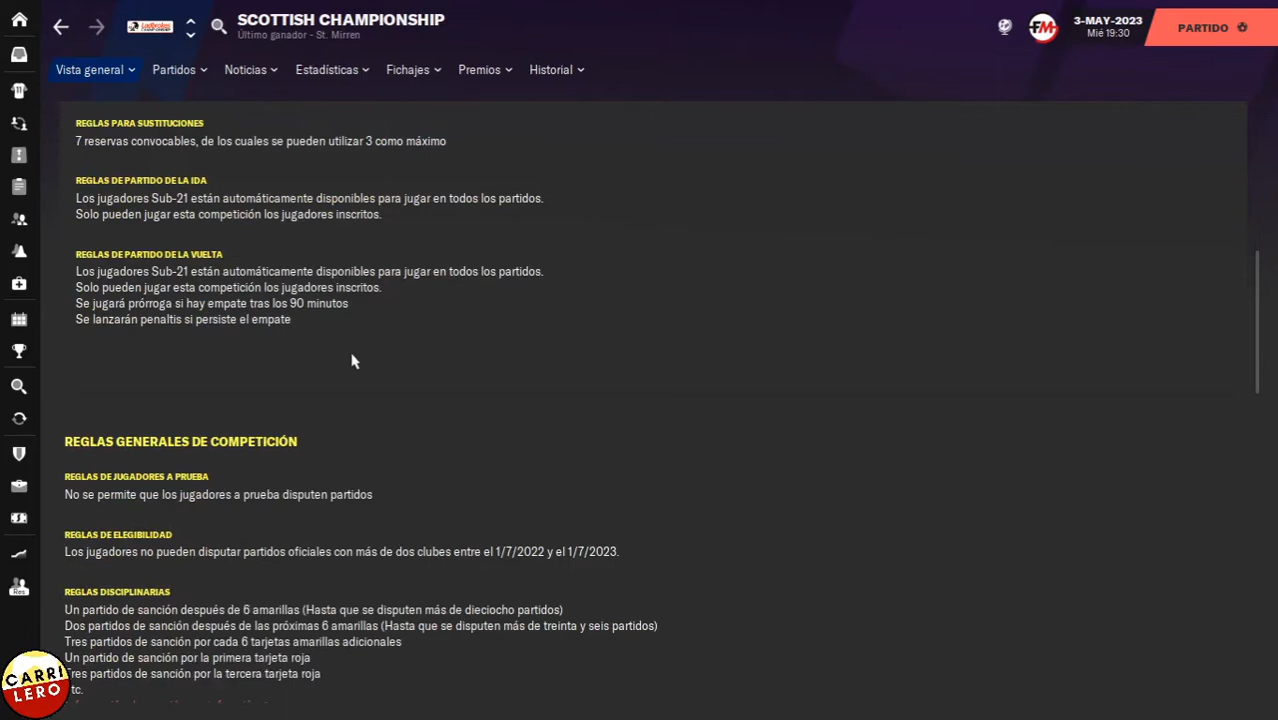 SCOTTISH CHAMPIONSHIP
Último ganador - St. Mirren
Ladbrokes
CHAMPIONSHIP
FM
3-MAY-2023
Mié 19:30
PARTIDO
Vista general
Partidos
Noticias
Estadísticas
Fichajes
Premios
Historial
REGLAS PARA SUSTITUCIONES
7 reservas convocables, de los cuales se pueden utilizar 3 como máximo
REGLAS DE PARTIDO DE LA IDA
Los jugadores Sub-21 están automáticamente disponibles para jugar en todos los partidos.
Solo pueden jugar esta competición los jugadores inscritos.
REGLAS DE PARTIDO DE LA VUELTA
Los jugadores Sub-21 están automáticamente disponibles para jugar en todos los partidos.
Solo pueden jugar esta competición los jugadores inscritos.
Se jugará prórroga si hay empate tras los 90 minutos
Se lanzarán penaltis si persiste el empate
REGLAS GENERALES DE COMPETICIÓN
REGLAS DE JUGADORES A PRUEBA
No se permite que los jugadores a prueba disputen partidos
REGLAS DE ELEGIBILIDAD
Los jugadores no pueden disputar partidos oficiales con más de dos clubes entre el 1/7/2022 y el 1/7/2023.
REGLAS DISCIPLINARIAS
Un partido de sanción después de 6 amarillas (Hasta que se disputen más de dieciocho partidos)
Dos partidos de sanción después de las próximas 6 amarillas (Hasta que se disputen más de treinta y seis partidos)
Tres partidos de sanción por cada 6 tarjetas amarillas adicionales
Un partido de sanción por la primera tarjeta roja
Tres partidos de sanción por la tercera tarjeta roja
tc.
Res
CARRI
LERO